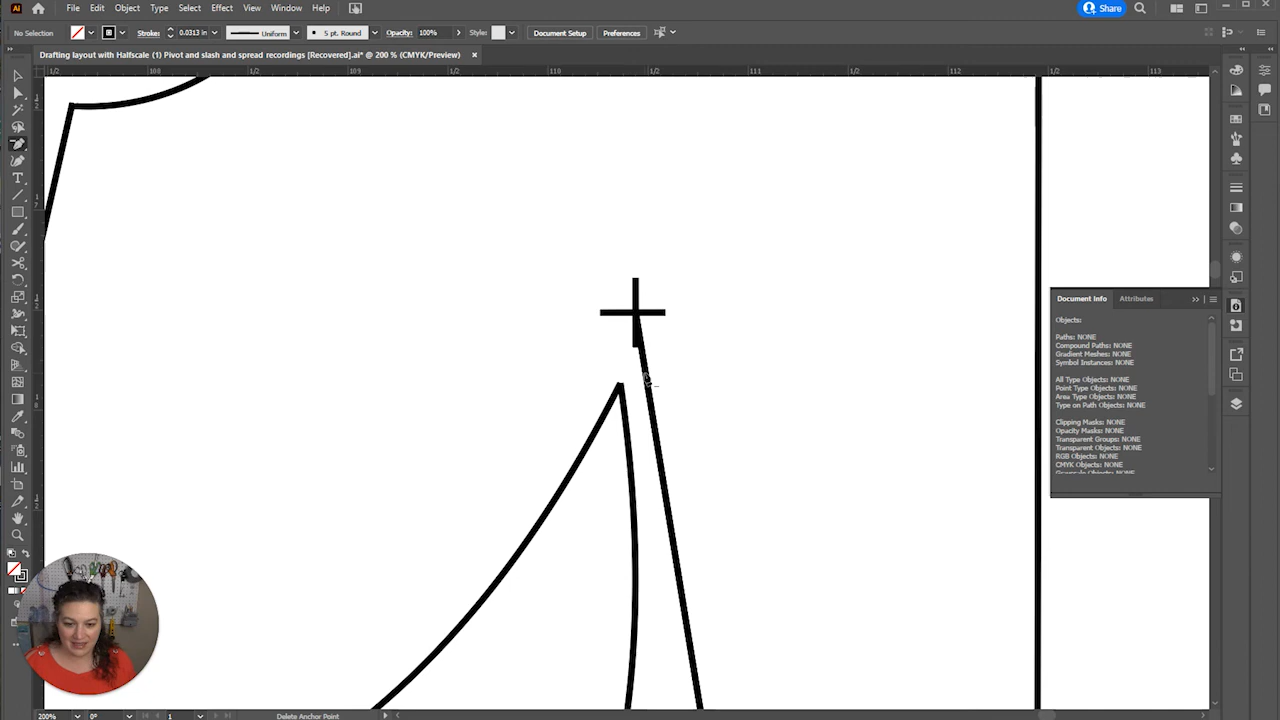 Ai File Edit Object Type Select Effect View Window Help Share
No Selection Stroke: 0.0313 in Uniform 5 pt. Round Opacity: 100% Style: Document Setup Preferences
Drafting layout with Halfscale (1) Pivot and slash and spread recordings [Recovered].ai* @ 200 % (CMYK/Preview)
1/2 100 1/2 109 1/2 110 1/2 111 1/2 112 1/2 113
Document Info Attributes
Objects:
Paths: NONE
Compound Paths: NONE
Gradient Meshes: NONE
Symbol Instances: NONE
All Type Objects: NONE
Point Type Objects: NONE
Area Type Objects: NONE
Type on Path Objects: NONE
Clipping Masks: NONE
Opacity Masks: NONE
Transparent Groups: NONE
Transparent Objects: NONE
RGB Objects: NONE
CMYK Objects: NONE
200% 0° 1 Delete Anchor Point